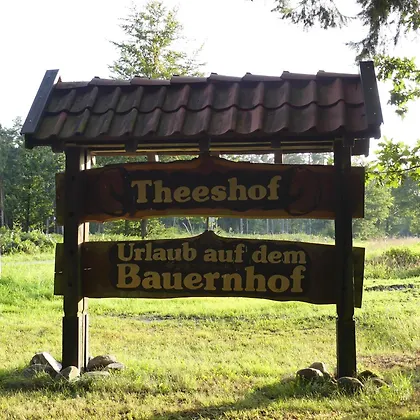 Theeshof
Urlaub auf dem
Bauernhof